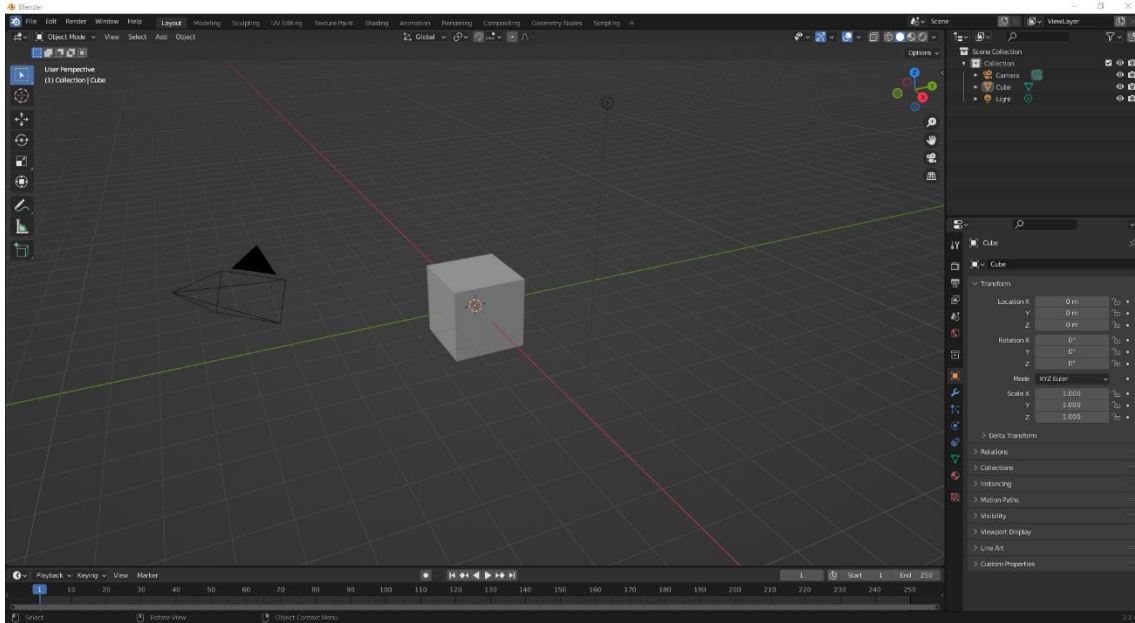 Blender
File Edit Render Window Help Layout Modeling Sculpting UV Editing Texture Paint Shading Animation Rendering Compositing Geometry Nodes Scripting + Scene ViewLayer
Object Mode View Select Add Object Global
Options
User Perspective
(1) Collection | Cube
Z
Y
X
Scene Collection
Collection
Camera
Cube
Light
Cube
Cube
Transform
Location X 0 m
Y 0 m
Z 0 m
Rotation X 0°
Y 0°
Z 0°
Mode XYZ Euler
Scale X 1.000
Y 1.000
Z 1.000
Delta Transform
Relations
Collections
Instancing
Motion Paths
Visibility
Viewport Display
Line Art
Custom Properties
Playback Keying View Marker 1 Start 1 End 250
1 10 20 30 40 50 60 70 80 90 100 110 120 130 140 150 160 170 180 190 200 210 220 230 240 250
Select Rotate View Object Context Menu